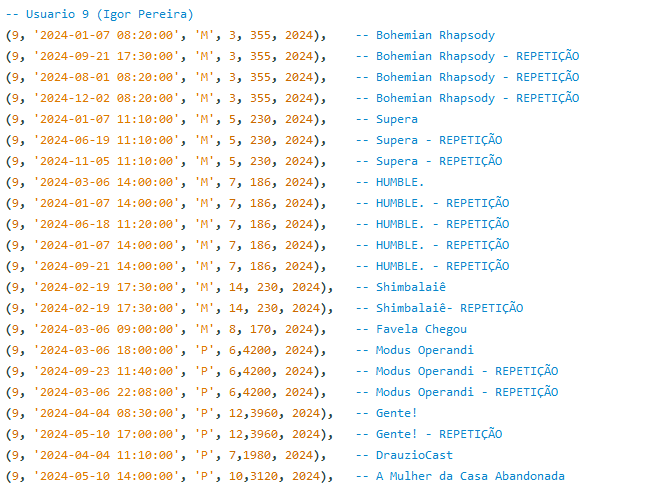 -- Usuario 9 (Igor Pereira)
(9, '2024-01-07 08:20:00', 'M', 3, 355, 2024),    -- Bohemian Rhapsody
(9, '2024-09-21 17:30:00', 'M', 3, 355, 2024),    -- Bohemian Rhapsody - REPETIÇÃO
(9, '2024-08-01 08:20:00', 'M', 3, 355, 2024),    -- Bohemian Rhapsody - REPETIÇÃO
(9, '2024-12-02 08:20:00', 'M', 3, 355, 2024),    -- Bohemian Rhapsody - REPETIÇÃO
(9, '2024-01-07 11:10:00', 'M', 5, 230, 2024),    -- Supera
(9, '2024-06-19 11:10:00', 'M', 5, 230, 2024),    -- Supera - REPETIÇÃO
(9, '2024-11-05 11:10:00', 'M', 5, 230, 2024),    -- Supera - REPETIÇÃO
(9, '2024-03-06 14:00:00', 'M', 7, 186, 2024),    -- HUMBLE.
(9, '2024-01-07 14:00:00', 'M', 7, 186, 2024),    -- HUMBLE. - REPETIÇÃO
(9, '2024-06-18 11:20:00', 'M', 7, 186, 2024),    -- HUMBLE. - REPETIÇÃO
(9, '2024-01-07 14:00:00', 'M', 7, 186, 2024),    -- HUMBLE. - REPETIÇÃO
(9, '2024-09-21 14:00:00', 'M', 7, 186, 2024),    -- HUMBLE. - REPETIÇÃO
(9, '2024-02-19 17:30:00', 'M', 14, 230, 2024),   -- Shimbalaiê
(9, '2024-02-19 17:30:00', 'M', 14, 230, 2024),   -- Shimbalaiê- REPETIÇÃO
(9, '2024-03-06 09:00:00', 'M', 8, 170, 2024),    -- Favela Chegou
(9, '2024-03-06 18:00:00', 'P', 6,4200, 2024),    -- Modus Operandi
(9, '2024-09-23 11:40:00', 'P', 6,4200, 2024),    -- Modus Operandi - REPETIÇÃO
(9, '2024-03-06 22:08:00', 'P', 6,4200, 2024),    -- Modus Operandi - REPETIÇÃO
(9, '2024-04-04 08:30:00', 'P', 12,3960, 2024),   -- Gente!
(9, '2024-05-10 17:00:00', 'P', 12,3960, 2024),   -- Gente! - REPETIÇÃO
(9, '2024-04-04 11:10:00', 'P', 7,1980, 2024),    -- DrauzioCast
(9, '2024-05-10 14:00:00', 'P', 10,3120, 2024),   -- A Mulher da Casa Abandonada